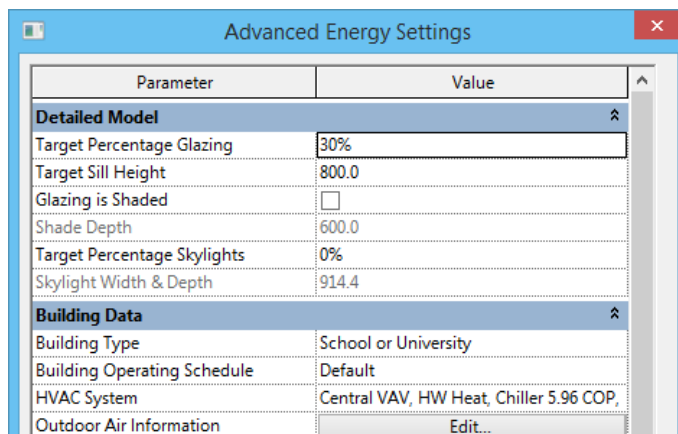 Advanced Energy Settings
Parameter Value
Detailed Model
Target Percentage Glazing 30%
Target Sill Height 800.0
Glazing is Shaded
Shade Depth 600.0
Target Percentage Skylights 0%
Skylight Width & Depth 914.4
Building Data
Building Type School or University
Building Operating Schedule Default
HVAC System Central VAV, HW Heat, Chiller 5.96 COP,
Outdoor Air Information Edit...